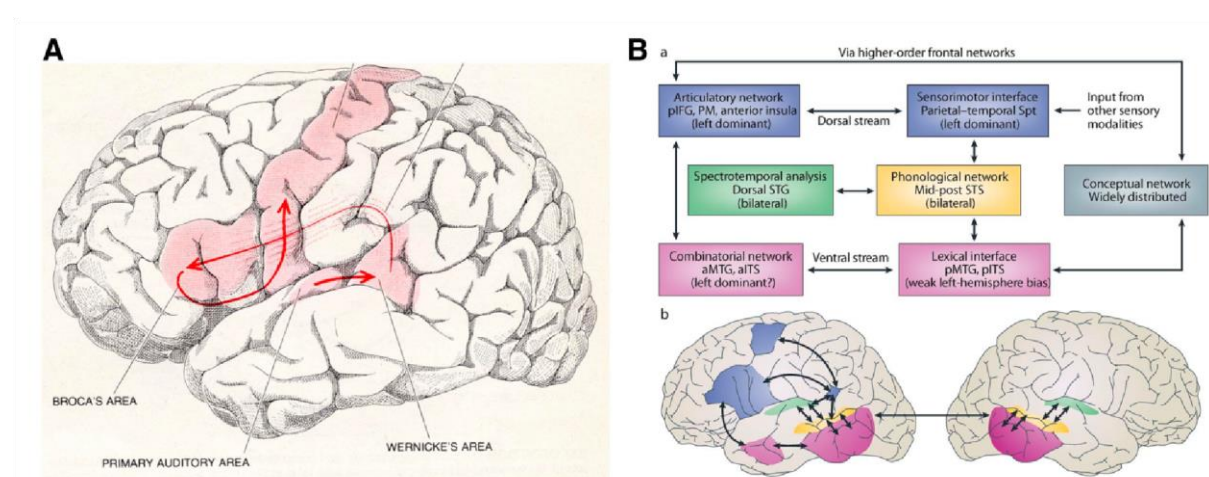 A
BROCA'S AREA
PRIMARY AUDITORY AREA
WERNICKE'S AREA
B
a
Via higher-order frontal networks
Articulatory network
pIFG, PM, anterior insula
(left dominant)
Dorsal stream
Sensorimotor interface
Parietal–temporal Spt
(left dominant)
Input from
other sensory
modalities
Spectrotemporal analysis
Dorsal STG
(bilateral)
Phonological network
Mid-post STS
(bilateral)
Conceptual network
Widely distributed
Combinatorial network
aMTG, aITS
(left dominant?)
Ventral stream
Lexical interface
pMTG, pITS
(weak left-hemisphere bias)
b